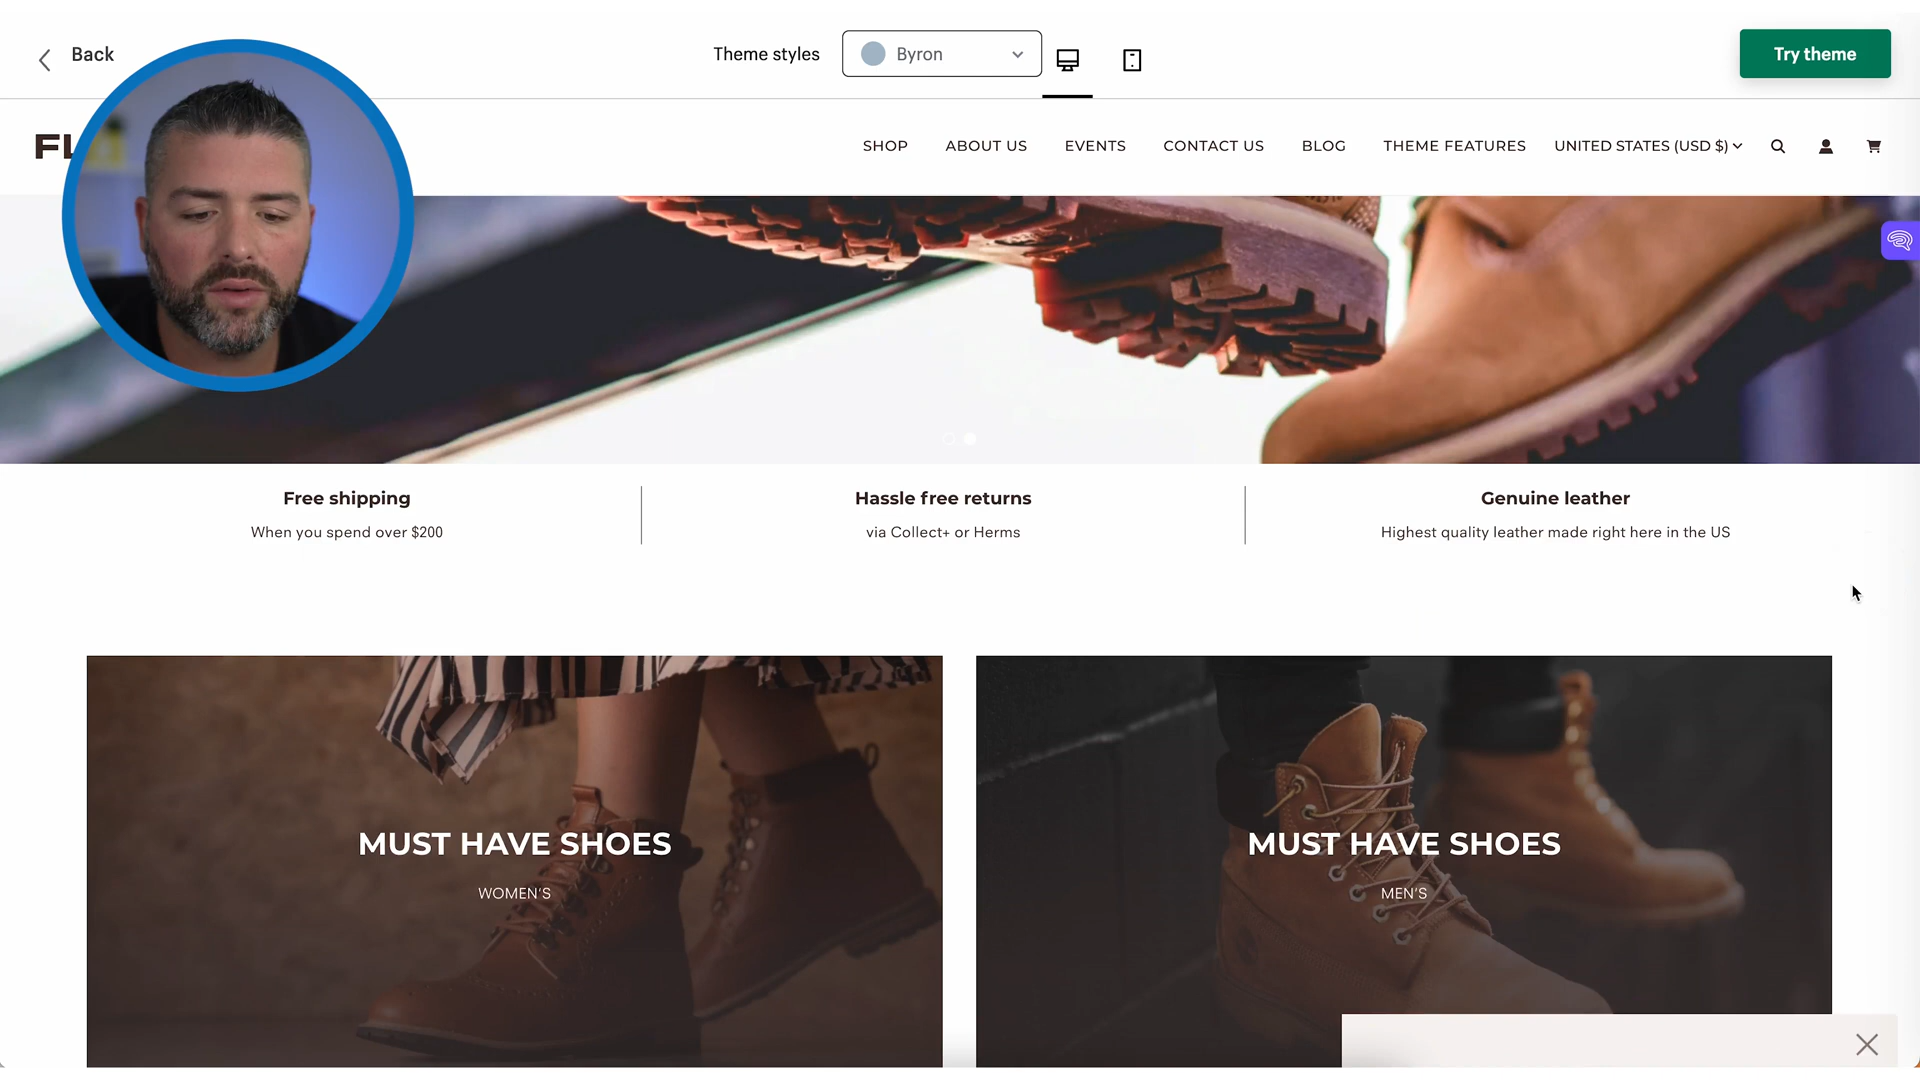 Back
Theme styles
Byron
Try theme
SHOP ABOUT US EVENTS CONTACT US BLOG THEME FEATURES UNITED STATES (USD $)
Free shipping
When you spend over $200
Hassle free returns
via Collect+ or Herms
Genuine leather
Highest quality leather made right here in the US
MUST HAVE SHOES
WOMEN'S
MUST HAVE SHOES
MEN'S